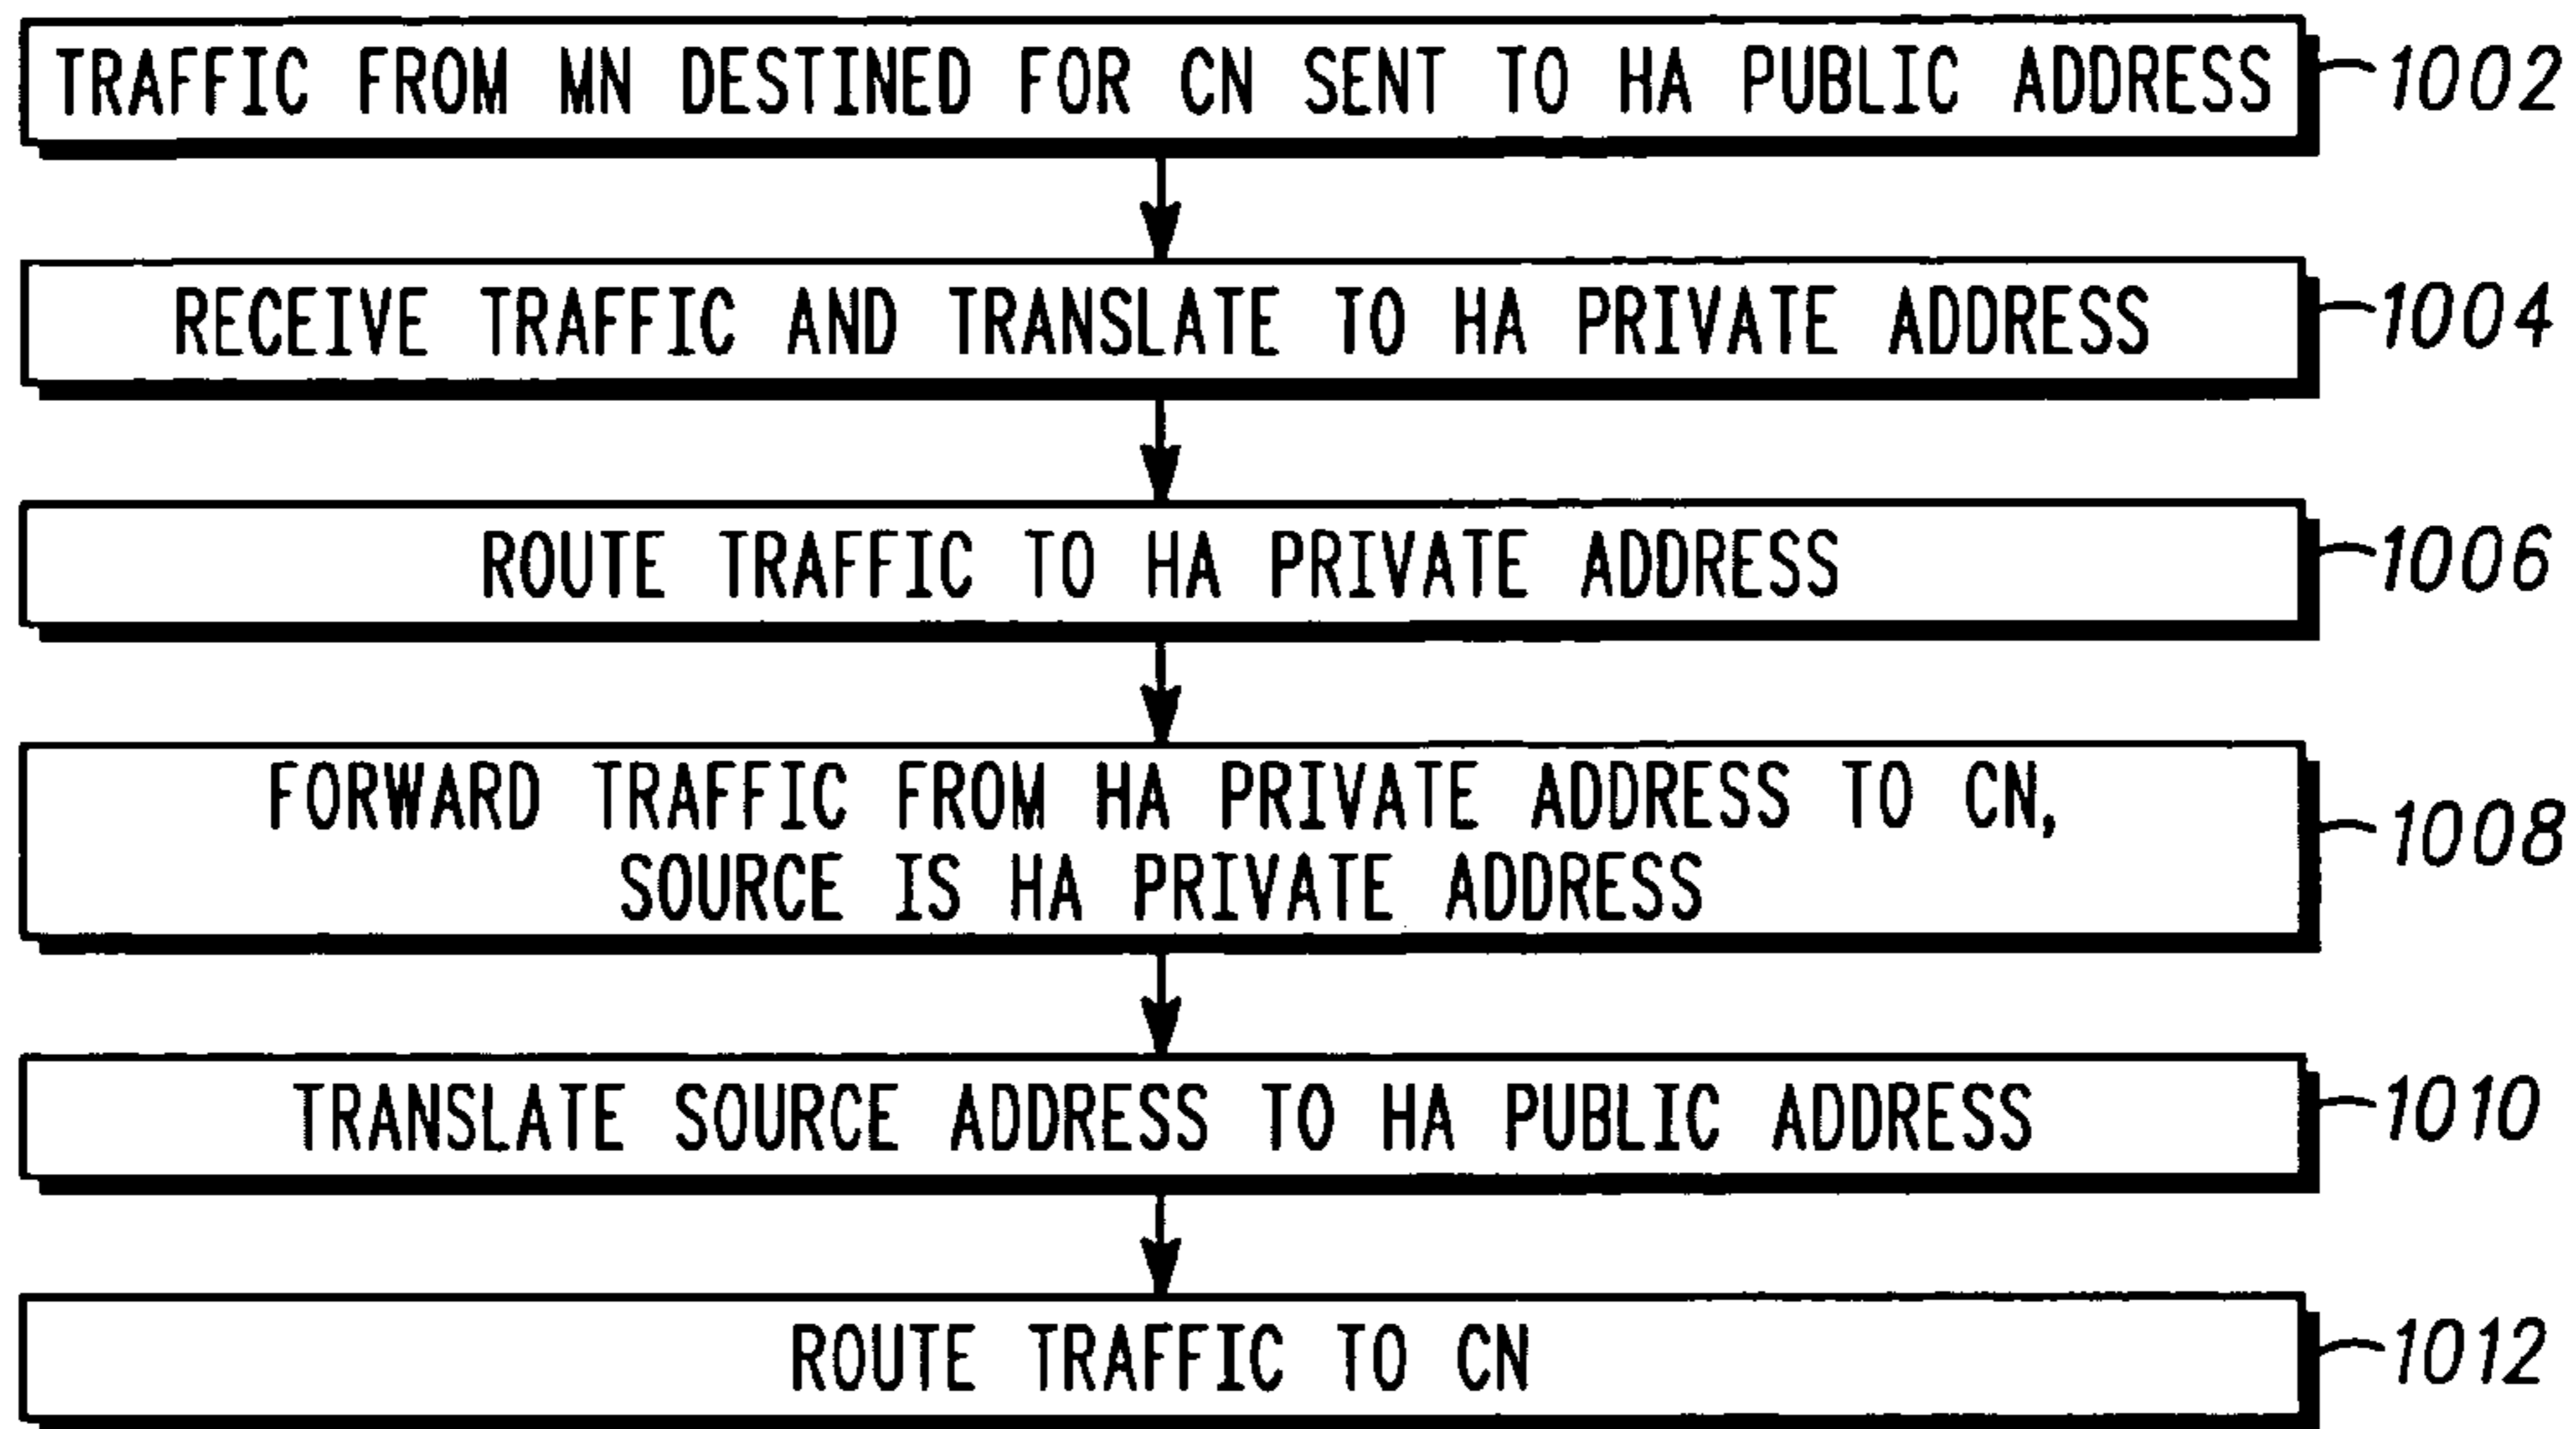 TRAFFIC FROM MN DESTINED FOR CN SENT TO HA PUBLIC ADDRESS 1002
RECEIVE TRAFFIC AND TRANSLATE TO HA PRIVATE ADDRESS 1004
ROUTE TRAFFIC TO HA PRIVATE ADDRESS 1006
FORWARD TRAFFIC FROM HA PRIVATE ADDRESS TO CN,
SOURCE IS HA PRIVATE ADDRESS
1008
TRANSLATE SOURCE ADDRESS TO HA PUBLIC ADDRESS 1010
ROUTE TRAFFIC TO CN 1012